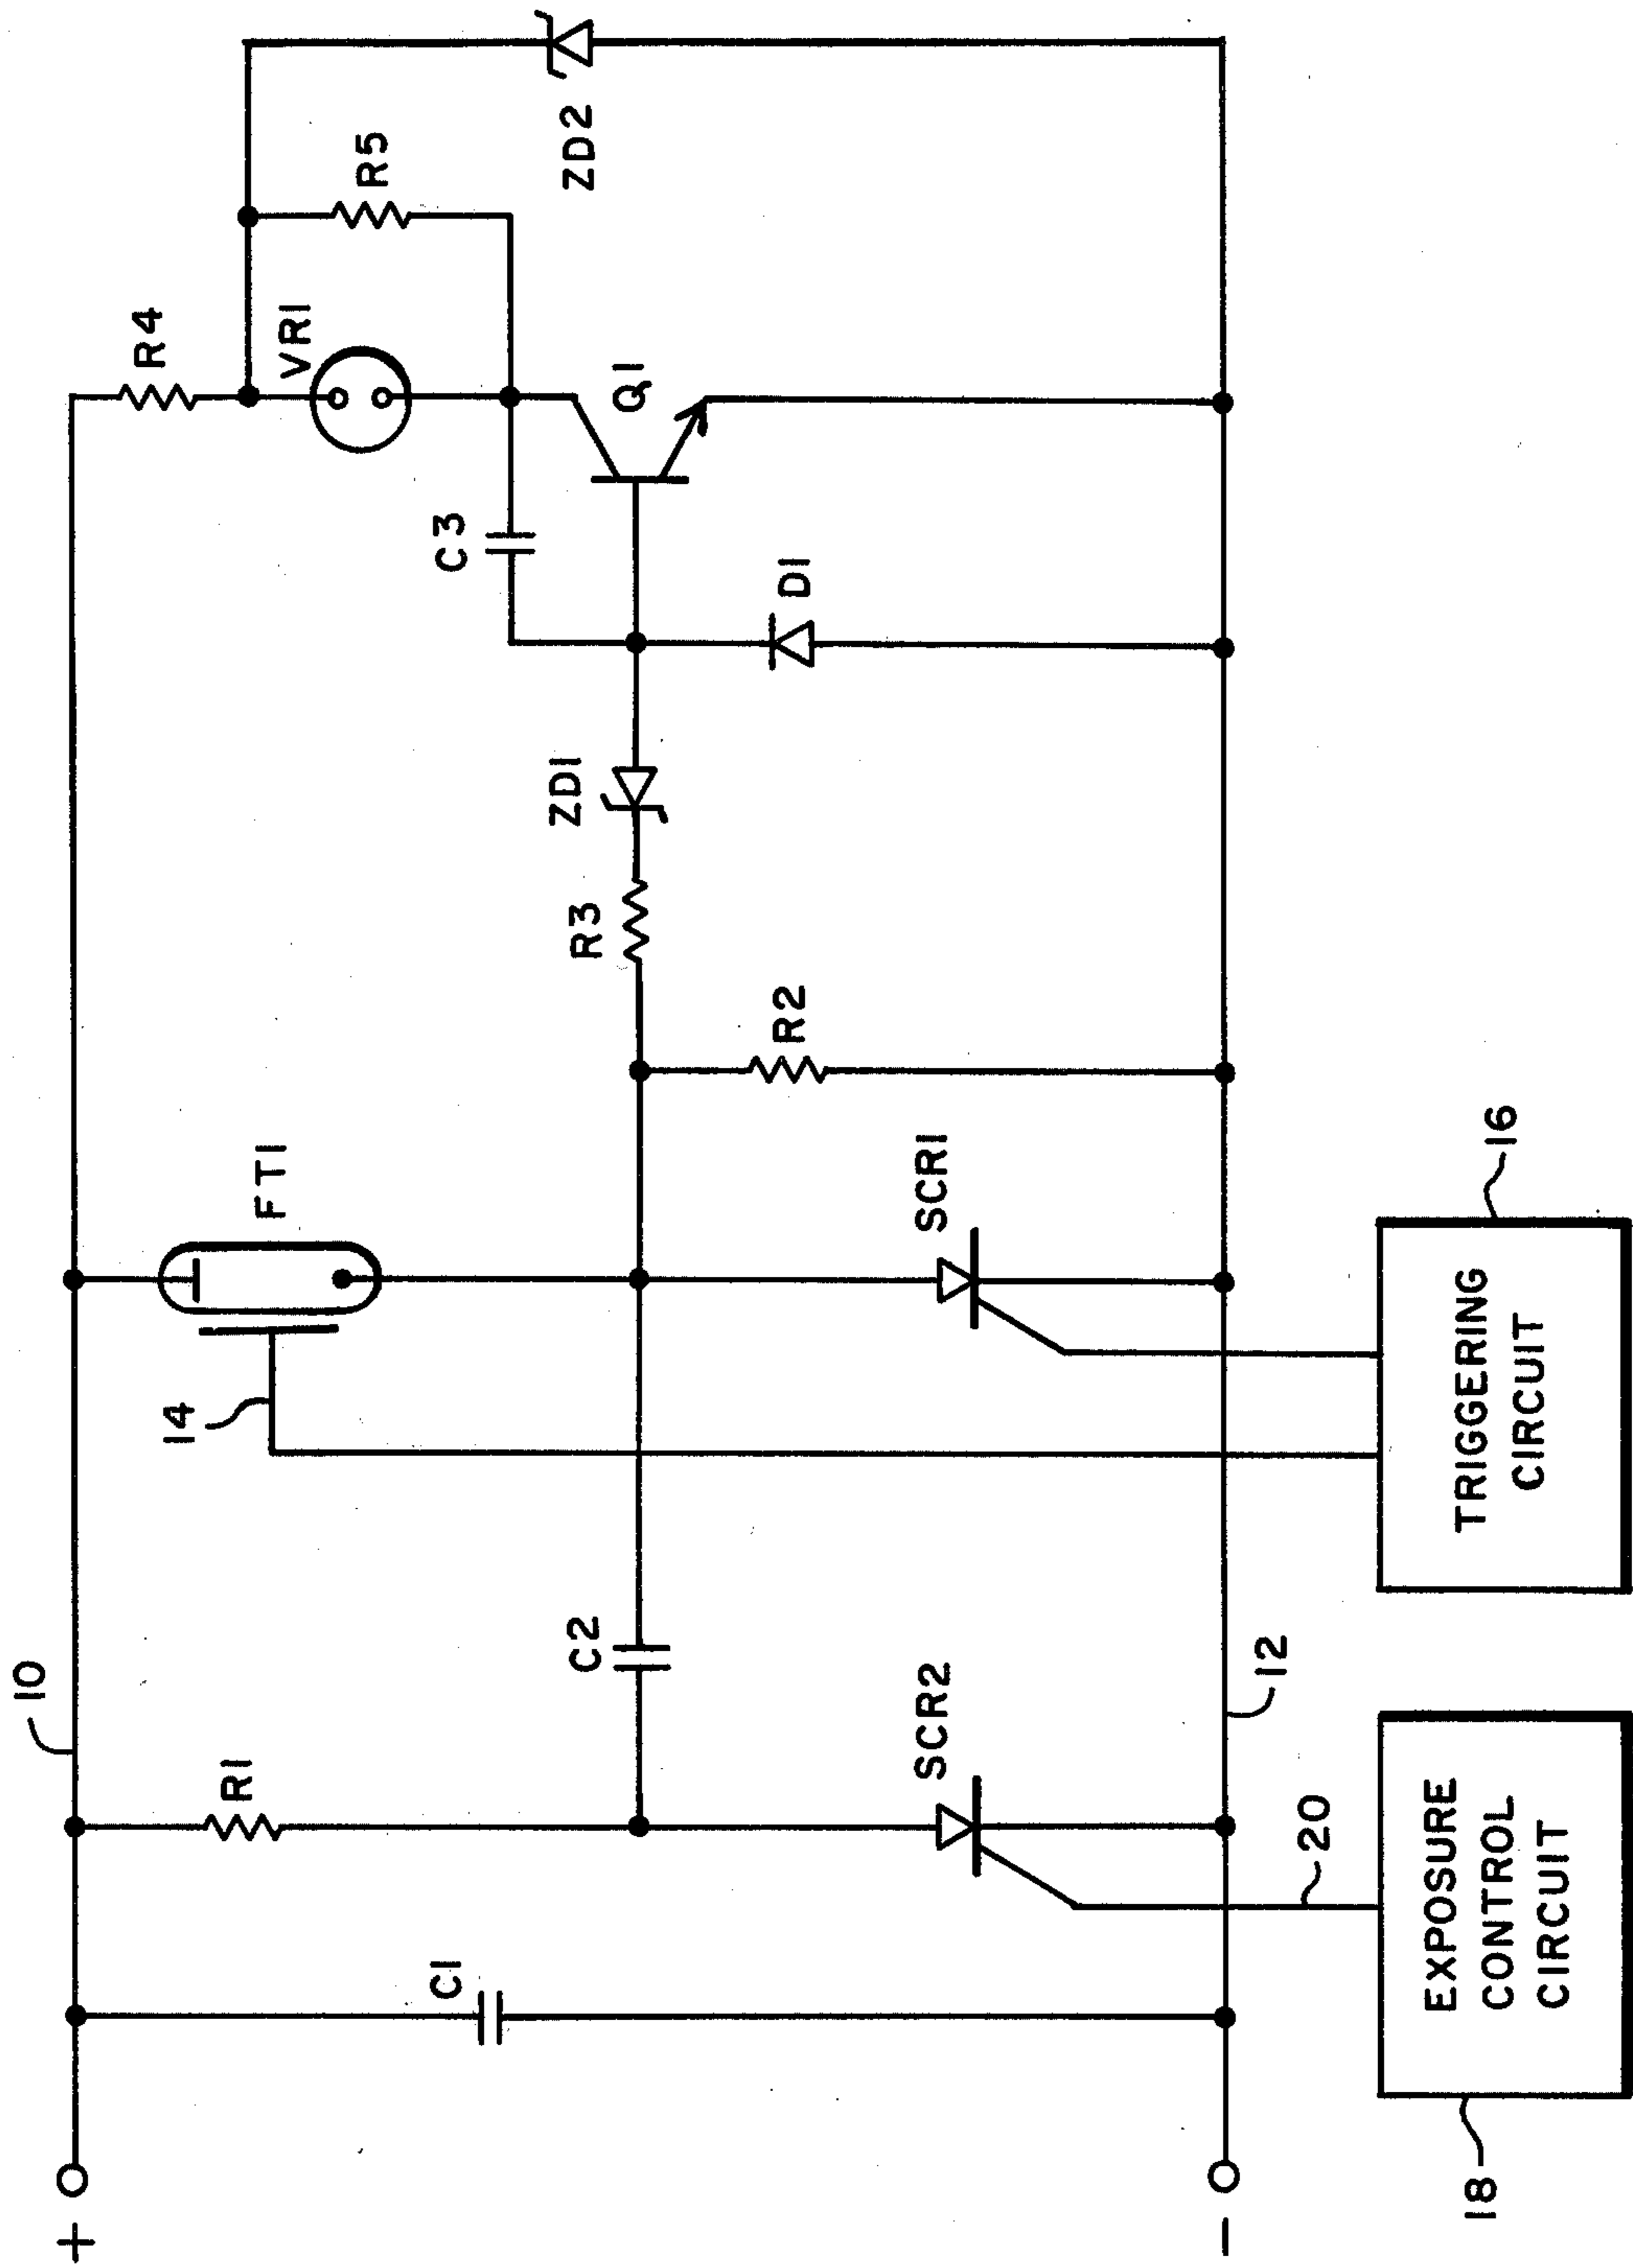 +
10
R1
C1
C2
SCR2
12
20
18
EXPOSURE
CONTROL
CIRCUIT
14
FT1
SCR1
16
TRIGGERING
CIRCUIT
R2
R3
ZD1
D1
C3
Q1
R4
VR1
R5
ZD2
−